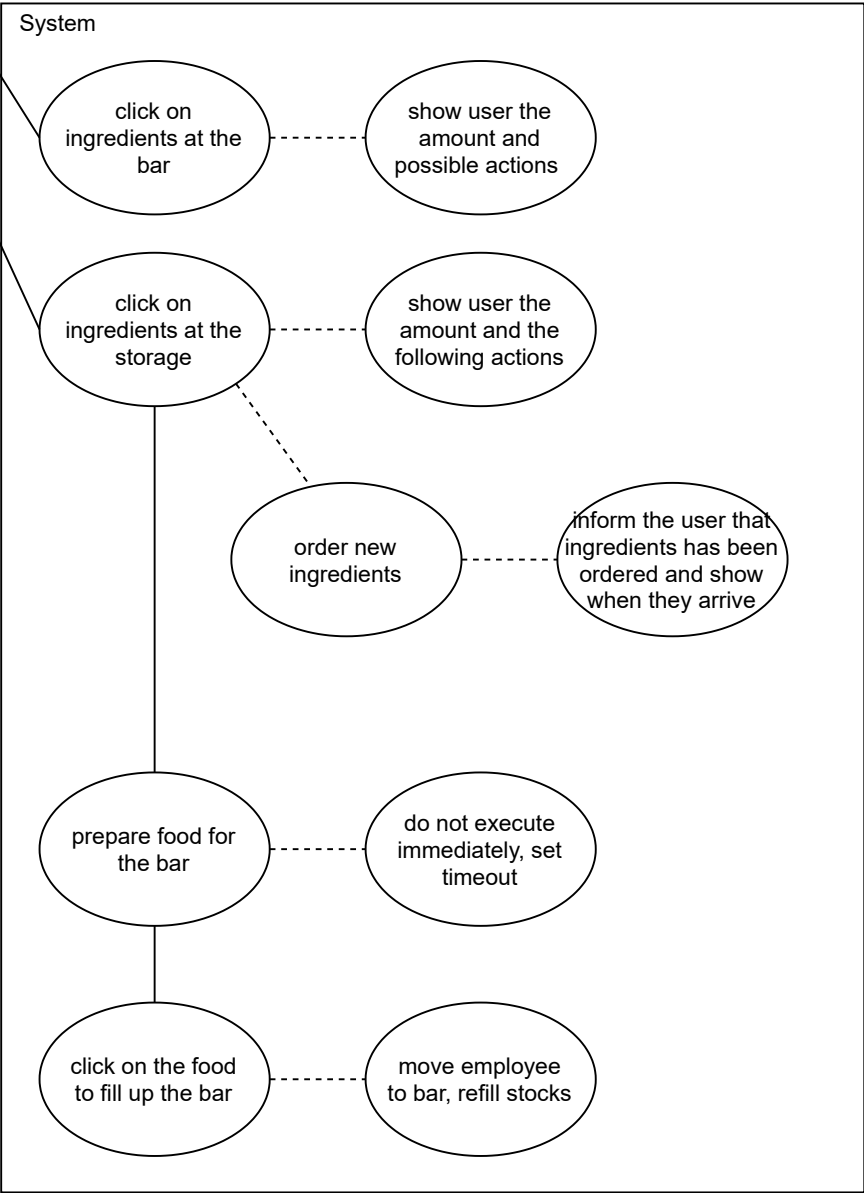 System
click on
ingredients at the
bar
show user the
amount and
possible actions
click on
ingredients at the
storage
show user the
amount and the
following actions
order new
ingredients
inform the user that
ingredients has been
ordered and show
when they arrive
prepare food for
the bar
do not execute
immediately, set
timeout
click on the food
to fill up the bar
move employee
to bar, refill stocks